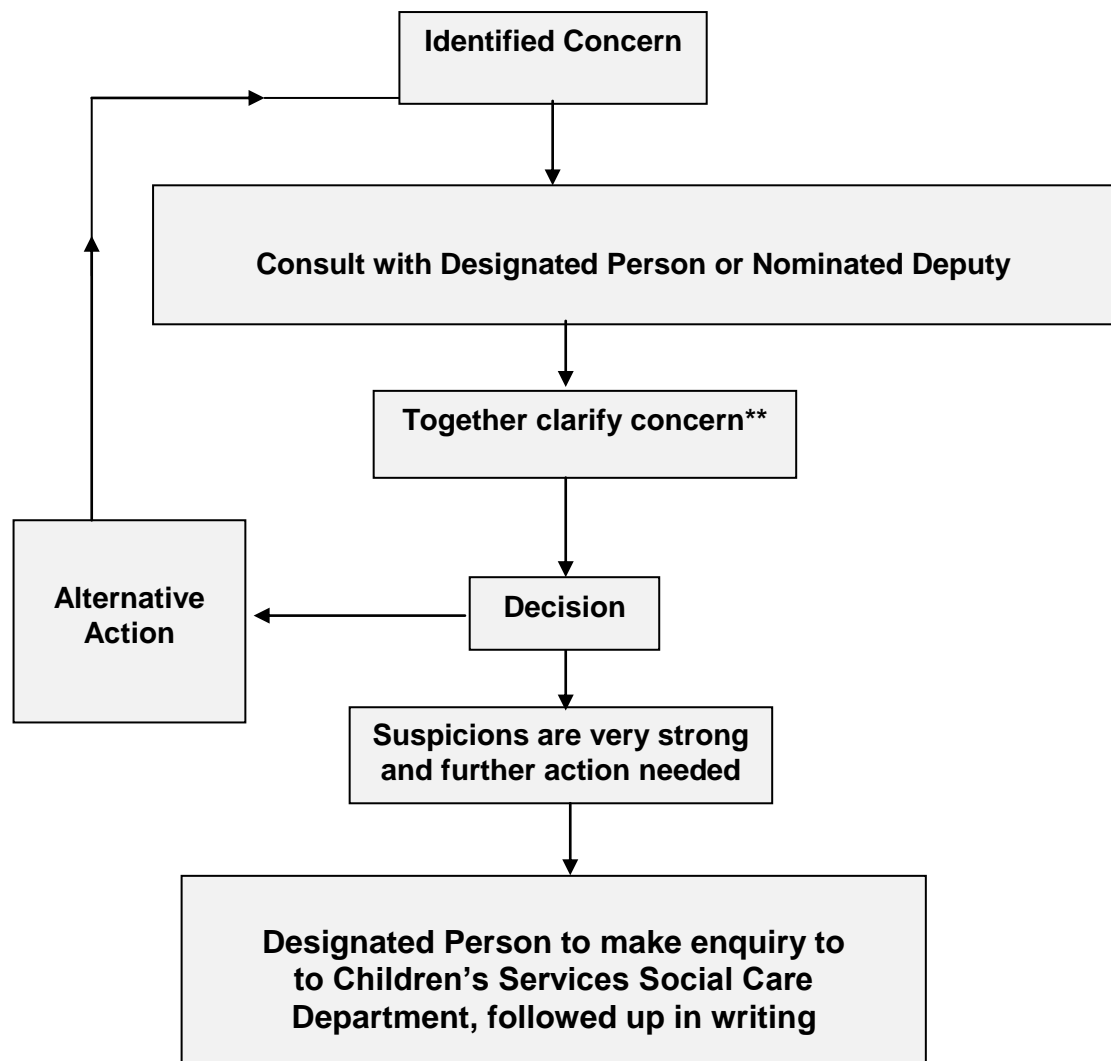 Identified Concern
Consult with Designated Person or Nominated Deputy
Together clarify concern**
Alternative
Action
Decision
Suspicions are very strong
and further action needed
Designated Person to make enquiry to
to Children’s Services Social Care
Department, followed up in writing